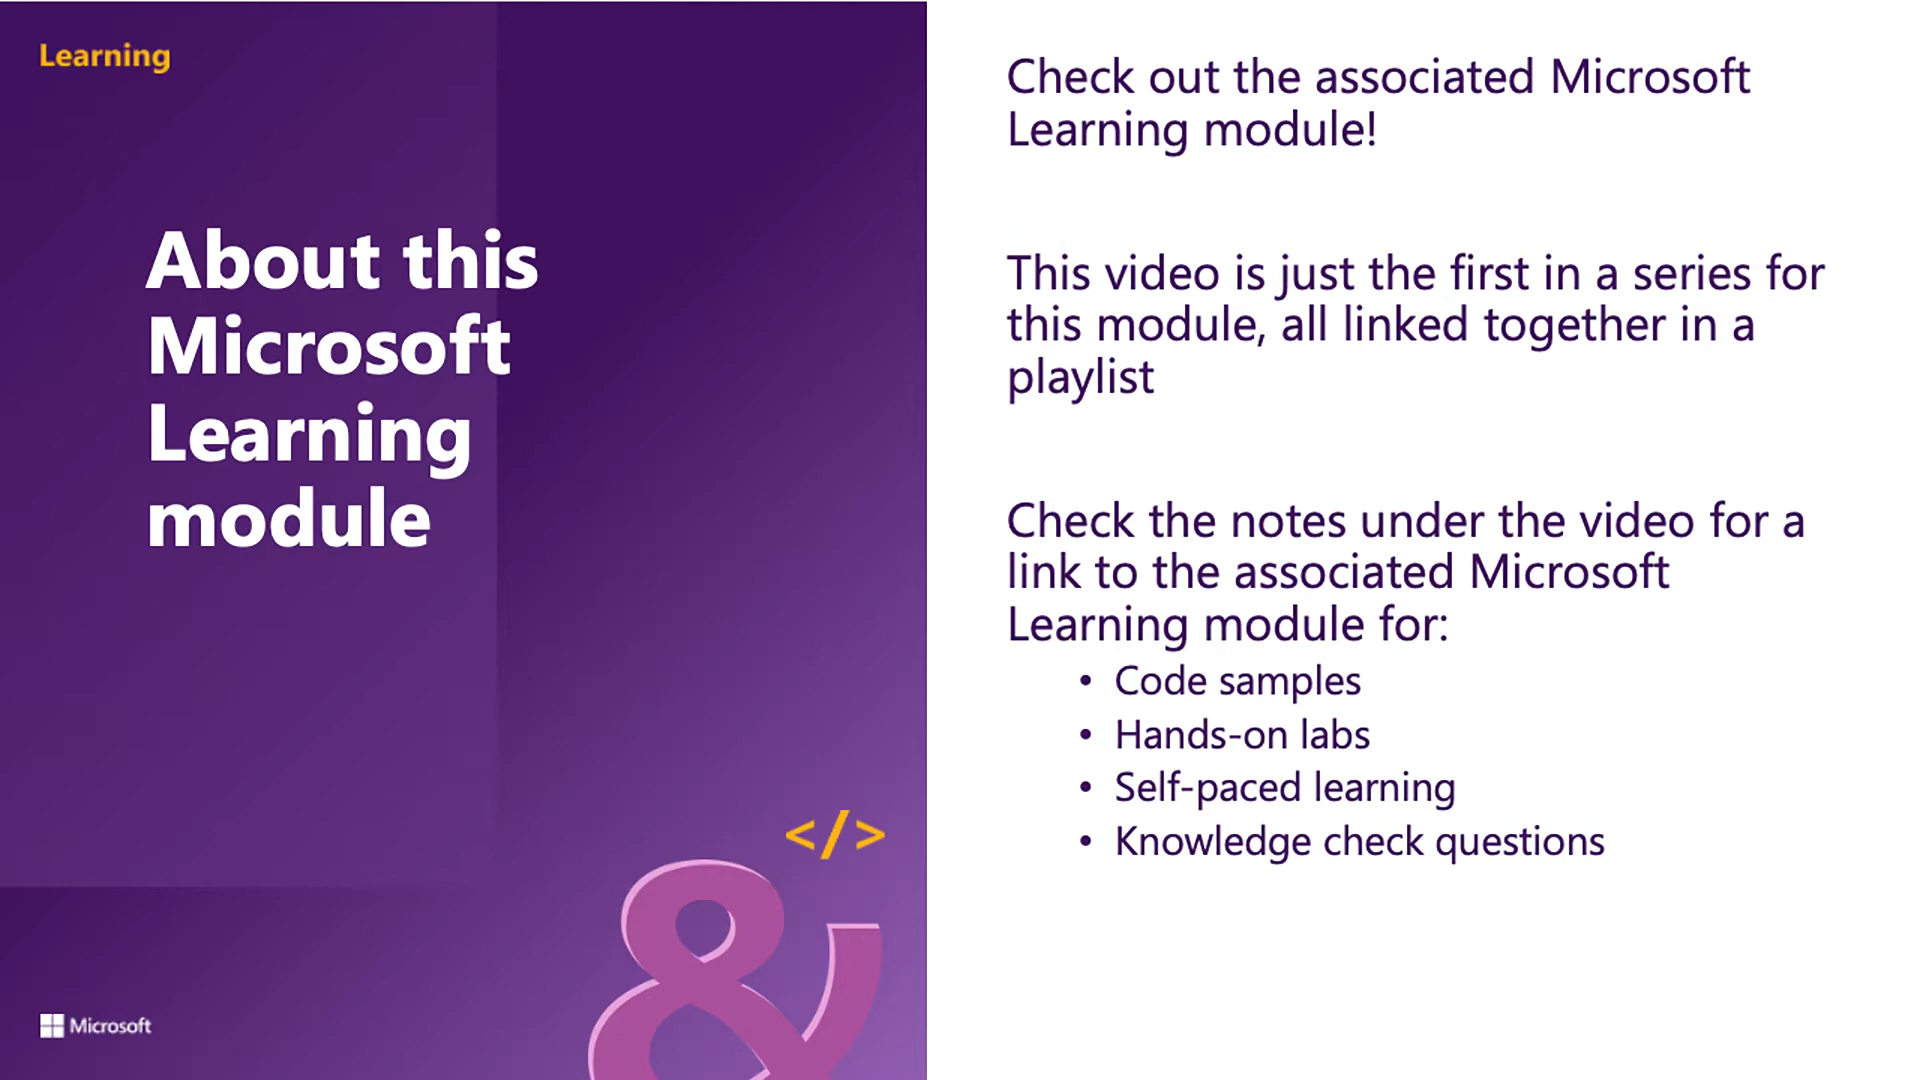 Learning
About this
Microsoft
Learning
module
</>
&
Microsoft
Check out the associated Microsoft
Learning module!
This video is just the first in a series for
this module, all linked together in a
playlist
Check the notes under the video for a
link to the associated Microsoft
Learning module for:
• Code samples
• Hands-on labs
• Self-paced learning
• Knowledge check questions